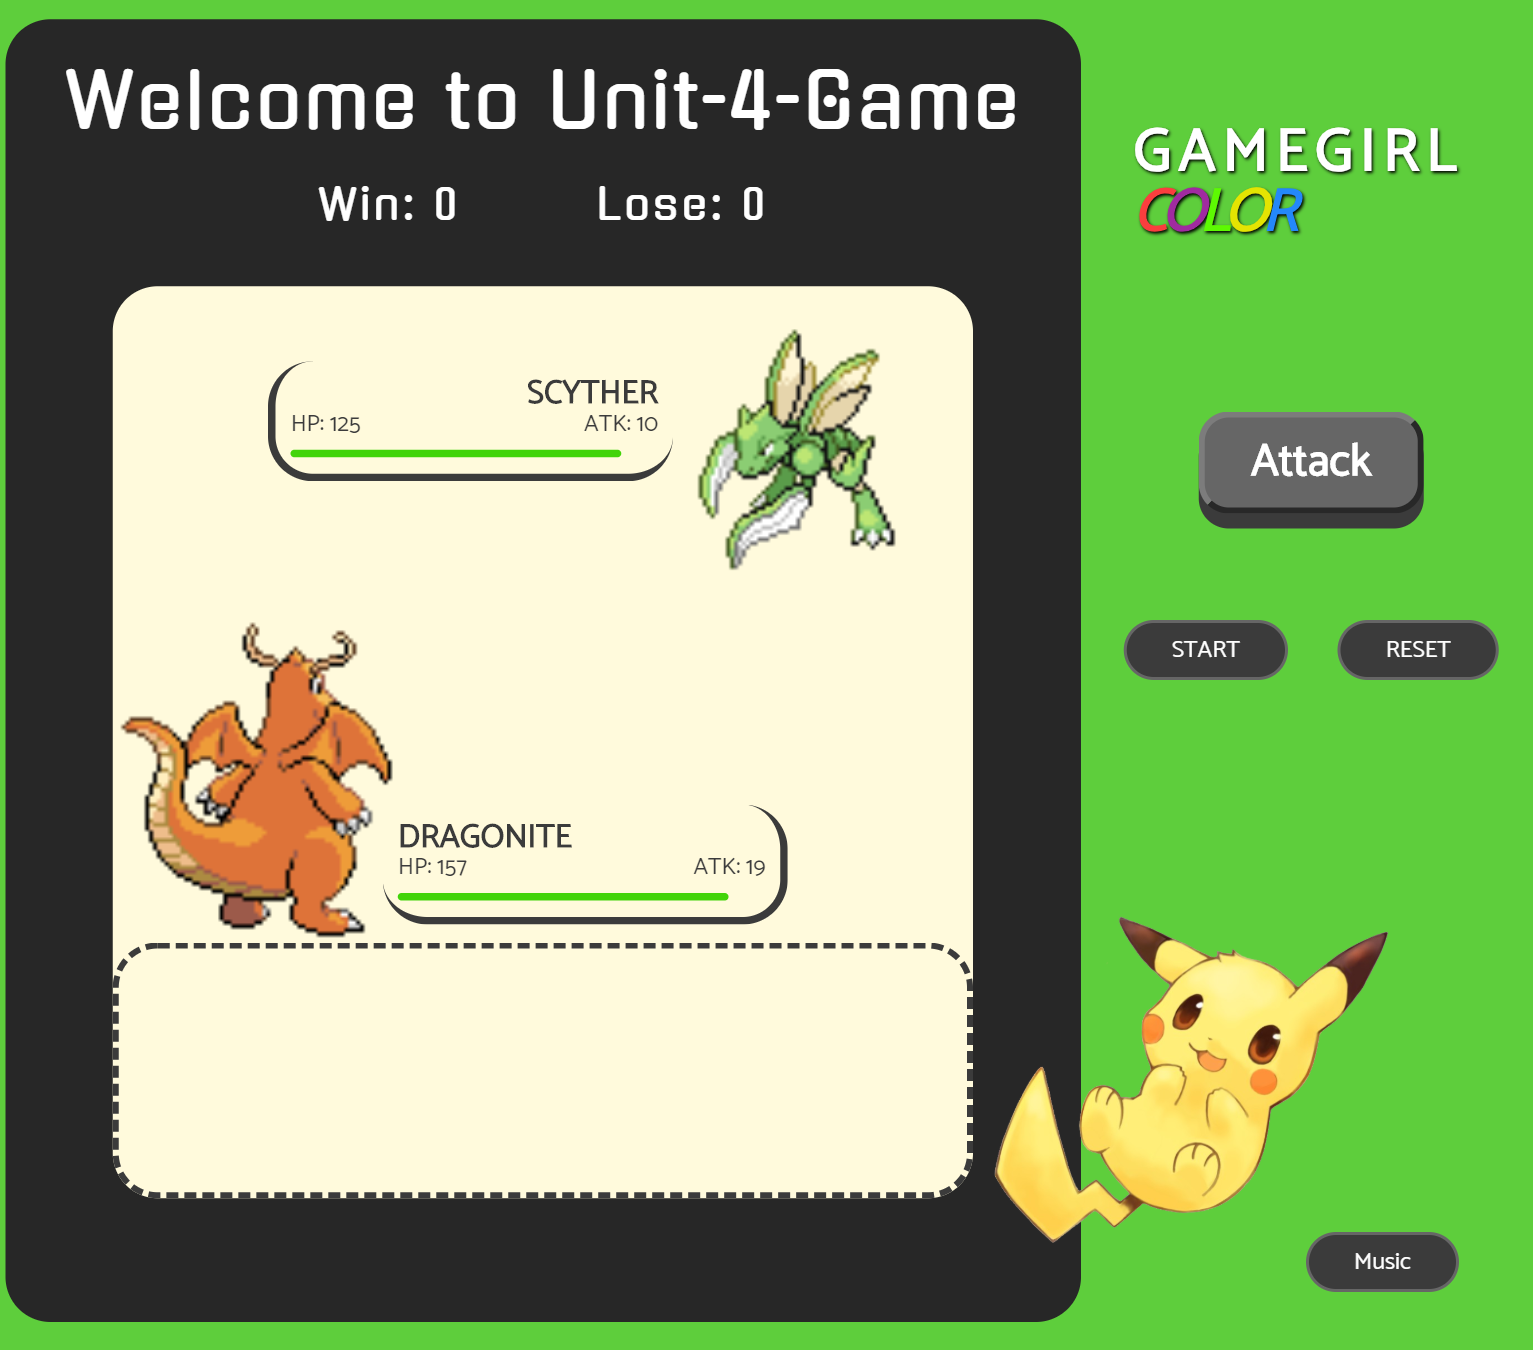 Welcome to Unit-4-Game
Win: 0 Lose: 0
GAMEGIRL
COLOR
SCYTHER
HP: 125 ATK: 10
Attack
START RESET
DRAGONITE
HP: 157 ATK: 19
Music